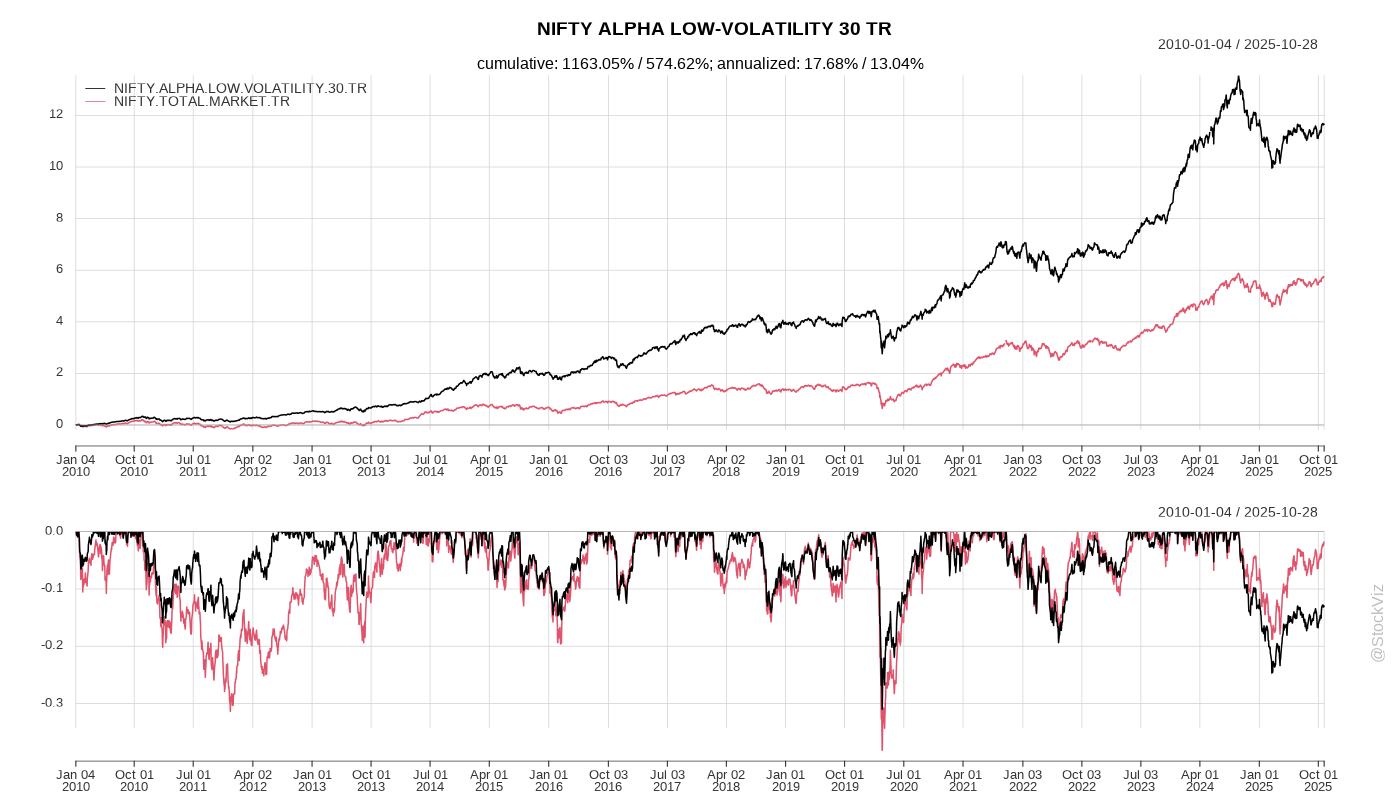 NIFTY ALPHA LOW-VOLATILITY 30 TR
2010-01-04 / 2025-10-28
cumulative: 1163.05% / 574.62%; annualized: 17.68% / 13.04%
NIFTY.ALPHA.LOW.VOLATILITY.30.TR
NIFTY.TOTAL.MARKET.TR
12
10
8
6
4
2
0
Jan 04 Oct 01 Jul 01 Apr 02 Jan 01 Oct 01 Jul 01 Apr 01 Jan 01 Oct 03 Jul 03 Apr 02 Jan 01 Oct 01 Jul 01 Apr 01 Jan 03 Oct 03 Jul 03 Apr 01 Jan 01 Oct 01
2010 2010 2011 2012 2013 2013 2014 2015 2016 2016 2017 2018 2019 2019 2020 2021 2022 2022 2023 2024 2025 2025
2010-01-04 / 2025-10-28
0.0
-0.1
-0.2
-0.3
Jan 04 Oct 01 Jul 01 Apr 02 Jan 01 Oct 01 Jul 01 Apr 01 Jan 01 Oct 03 Jul 03 Apr 02 Jan 01 Oct 01 Jul 01 Apr 01 Jan 03 Oct 03 Jul 03 Apr 01 Jan 01 Oct 01
2010 2010 2011 2012 2013 2013 2014 2015 2016 2016 2017 2018 2019 2019 2020 2021 2022 2022 2023 2024 2025 2025
@StockViz